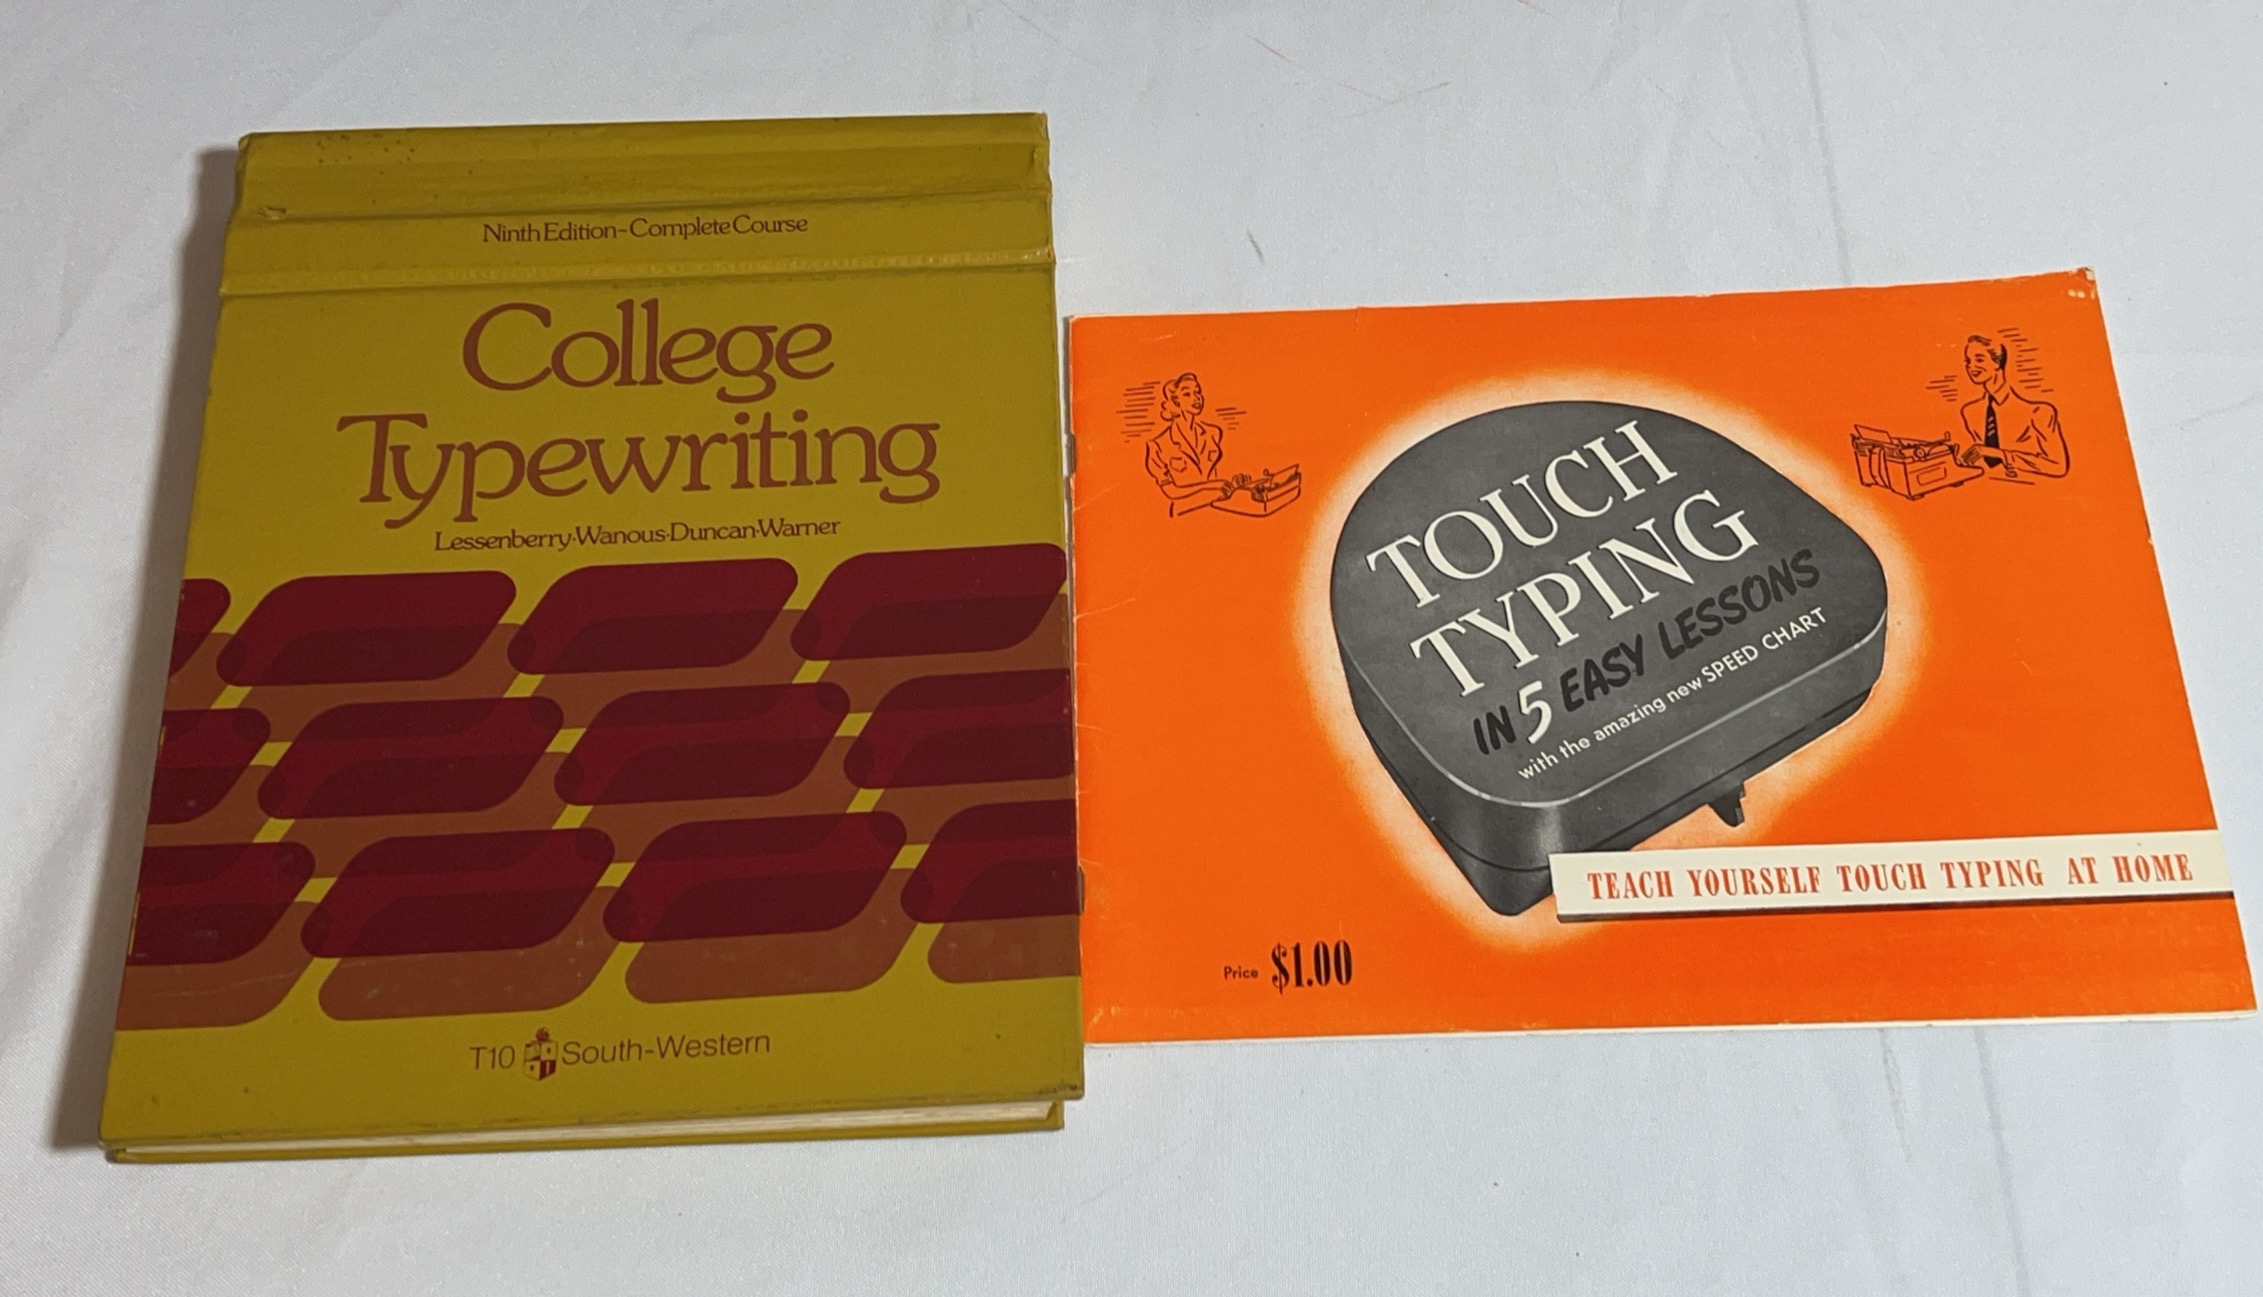 Ninth Edition-Complete Course
College
Typewriting
Lessenberry·Wanous·Duncan·Warner
T10 South-Western
TOUCH
TYPING
IN 5 EASY LESSONS
with the amazing new SPEED CHART
TEACH YOURSELF TOUCH TYPING AT HOME
Price $1.00